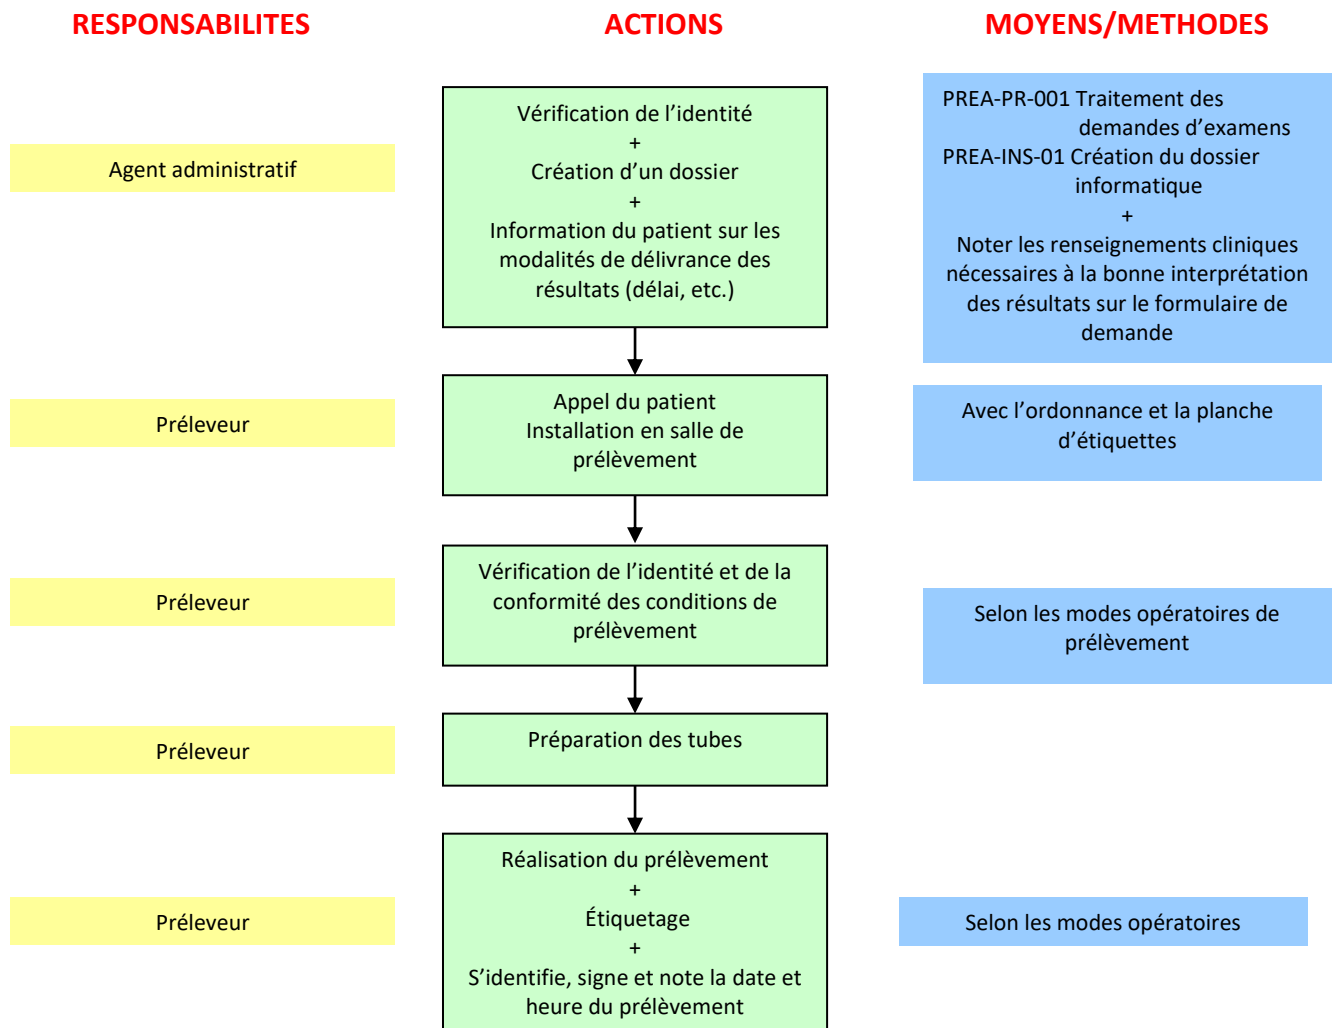 RESPONSABILITES
ACTIONS
MOYENS/METHODES
Agent administratif
Vérification de l’identité
+
Création d’un dossier
+
Information du patient sur les
modalités de délivrance des
résultats (délai, etc.)
PREA-PR-001 Traitement des
demandes d’examens
PREA-INS-01 Création du dossier
informatique
+
Noter les renseignements cliniques
nécessaires à la bonne interprétation
des résultats sur le formulaire de
demande
Préleveur
Appel du patient
Installation en salle de
prélèvement
Avec l’ordonnance et la planche
d’étiquettes
Préleveur
Vérification de l’identité et de la
conformité des conditions de
prélèvement
Selon les modes opératoires de
prélèvement
Préleveur
Préparation des tubes
Préleveur
Réalisation du prélèvement
+
Étiquetage
+
S’identifie, signe et note la date et
heure du prélèvement
Selon les modes opératoires